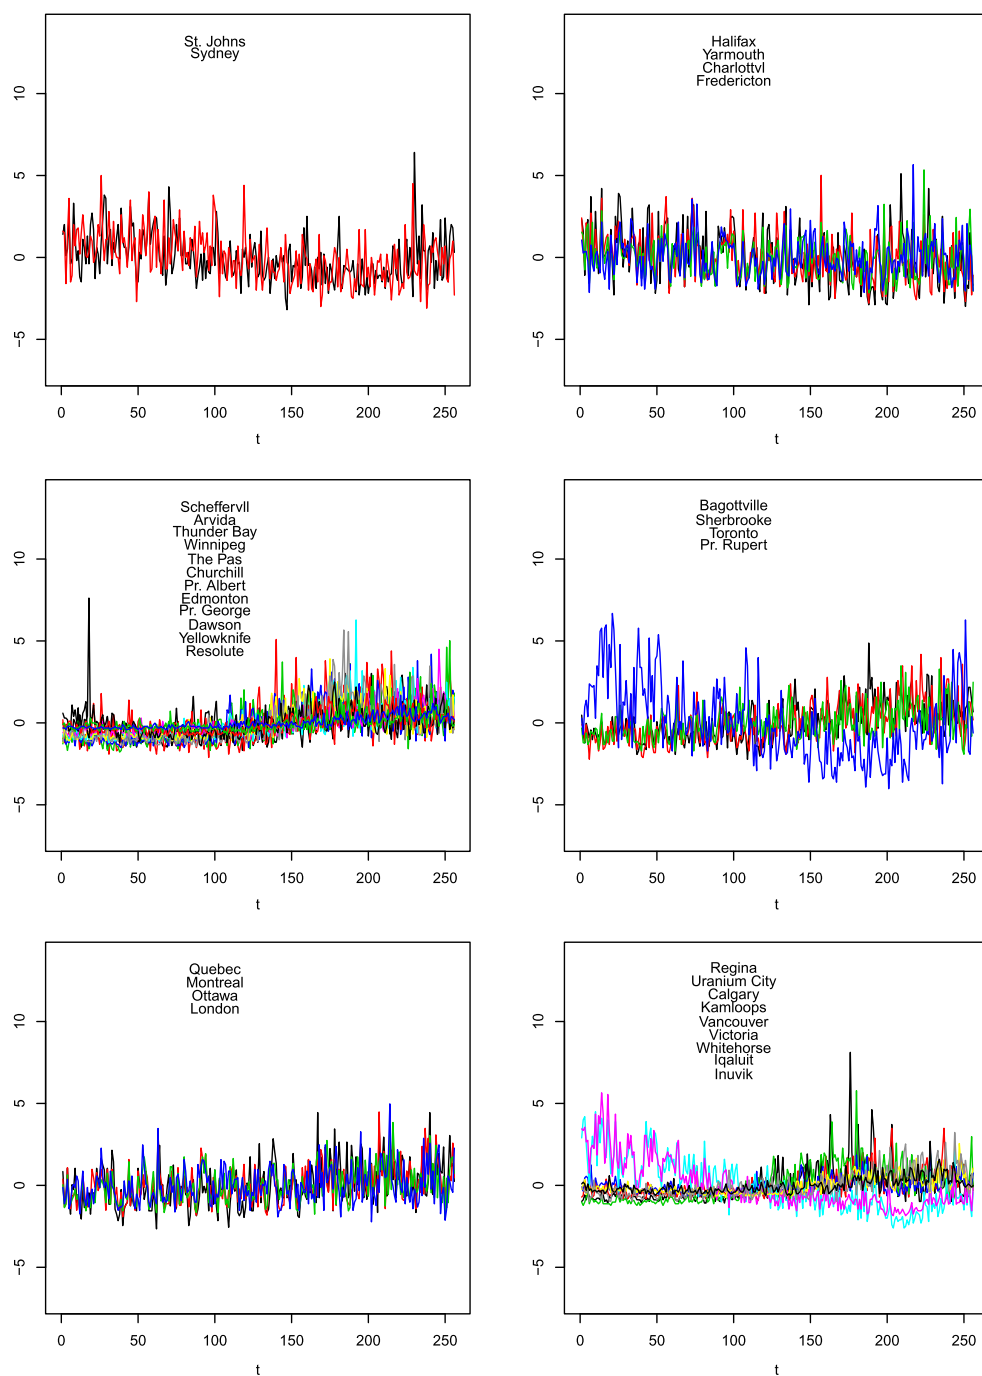 St. Johns
Sydney
10
5
0
−5
0 50 100 150 200 250
t
Halifax
Yarmouth
Charlottvl
Fredericton
10
5
0
−5
0 50 100 150 200 250
t
Scheffervll
Arvida
Thunder Bay
Winnipeg
The Pas
Churchill
Pr. Albert
Edmonton
Pr. George
Dawson
Yellowknife
Resolute
10
5
0
−5
0 50 100 150 200 250
t
Bagottville
Sherbrooke
Toronto
Pr. Rupert
10
5
0
−5
0 50 100 150 200 250
t
Quebec
Montreal
Ottawa
London
10
5
0
−5
0 50 100 150 200 250
t
Regina
Uranium City
Calgary
Kamloops
Vancouver
Victoria
Whitehorse
Iqaluit
Inuvik
10
5
0
−5
0 50 100 150 200 250
t